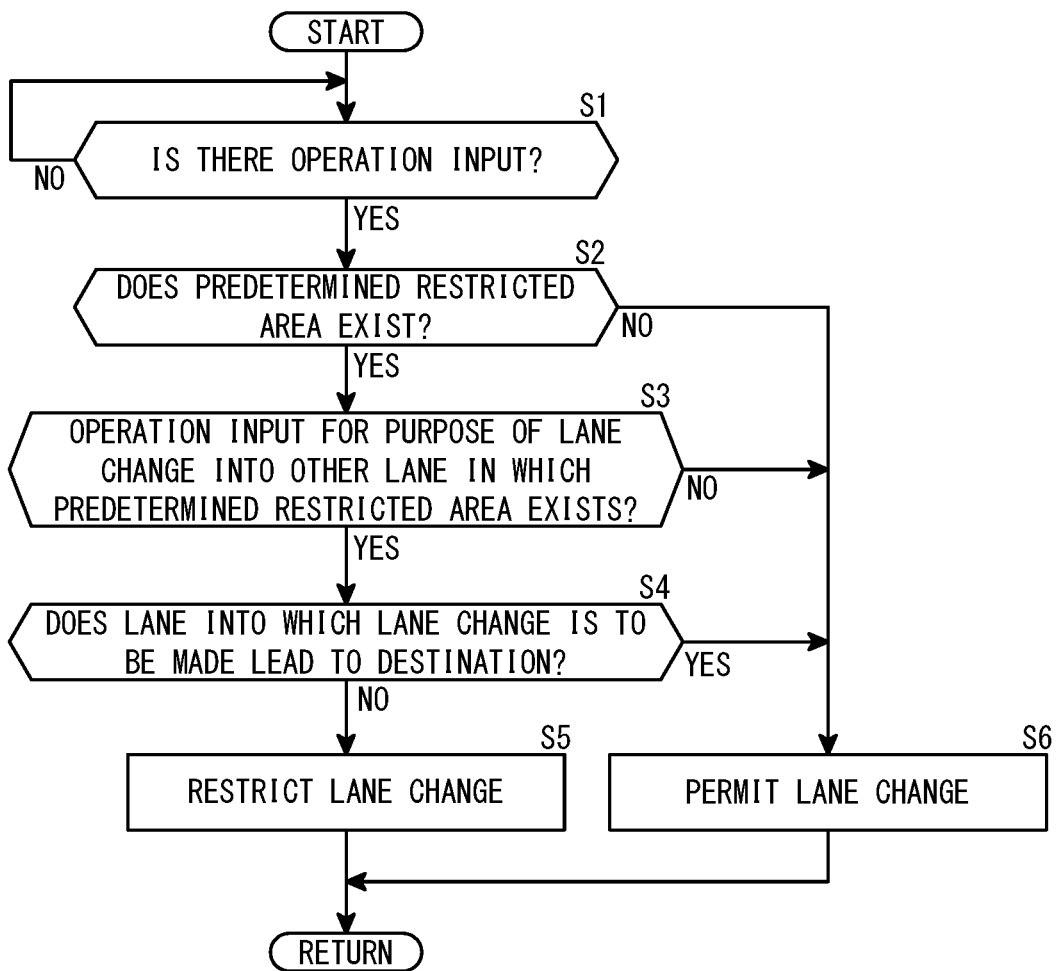 START
S1
IS THERE OPERATION INPUT?
NO
YES
S2
DOES PREDETERMINED RESTRICTED
AREA EXIST?
NO
YES
S3
OPERATION INPUT FOR PURPOSE OF LANE
CHANGE INTO OTHER LANE IN WHICH
PREDETERMINED RESTRICTED AREA EXISTS?
NO
YES
S4
DOES LANE INTO WHICH LANE CHANGE IS TO
BE MADE LEAD TO DESTINATION?
YES
NO
S5
RESTRICT LANE CHANGE
S6
PERMIT LANE CHANGE
RETURN